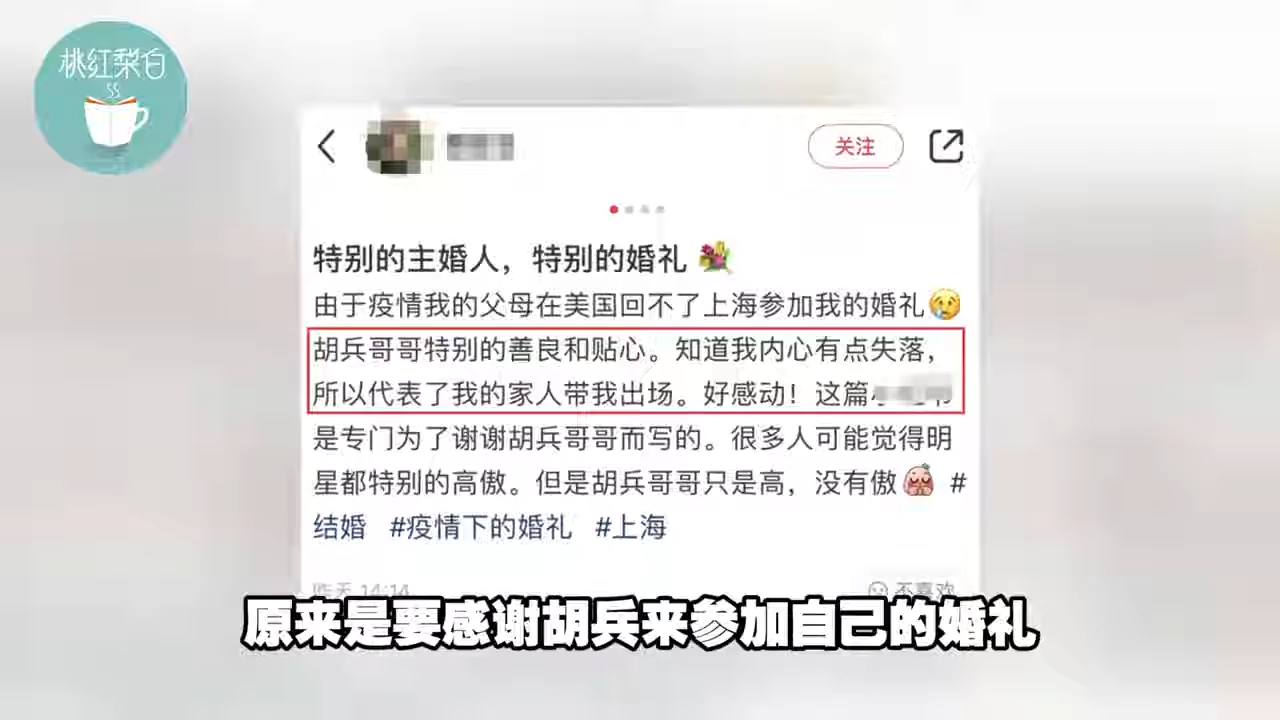 桃红梨白
关注
特别的主婚人，特别的婚礼
由于疫情我的父母在美国回不了上海参加我的婚礼
胡兵哥哥特别的善良和贴心。知道我内心有点失落，
所以代表了我的家人带我出场。好感动！这篇
是专门为了谢谢胡兵哥哥而写的。很多人可能觉得明
星都特别的高傲。但是胡兵哥哥只是高，没有傲 #
结婚 #疫情下的婚礼 #上海
昨天 14:14
不喜欢
原来是要感谢胡兵来参加自己的婚礼